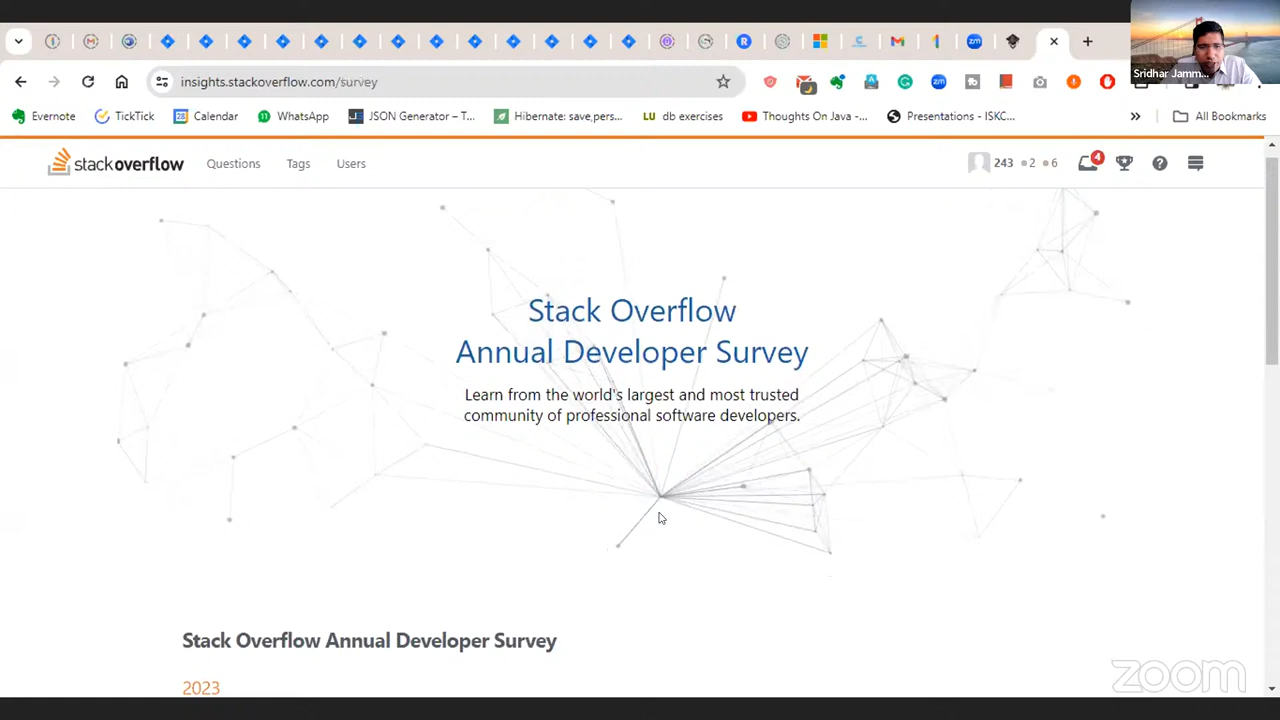 Sridhar Jamm...
insights.stackoverflow.com/survey
Evernote
TickTick
Calendar
WhatsApp
JSON Generator – T...
Hibernate: save,pers...
LU db exercises
Thoughts On Java -...
Presentations - ISKC...
»
All Bookmarks
stackoverflow
Questions
Tags
Users
243
2
6
4
Stack Overflow
Annual Developer Survey
Learn from the world's largest and most trusted
community of professional software developers.
Stack Overflow Annual Developer Survey
2023
zoom